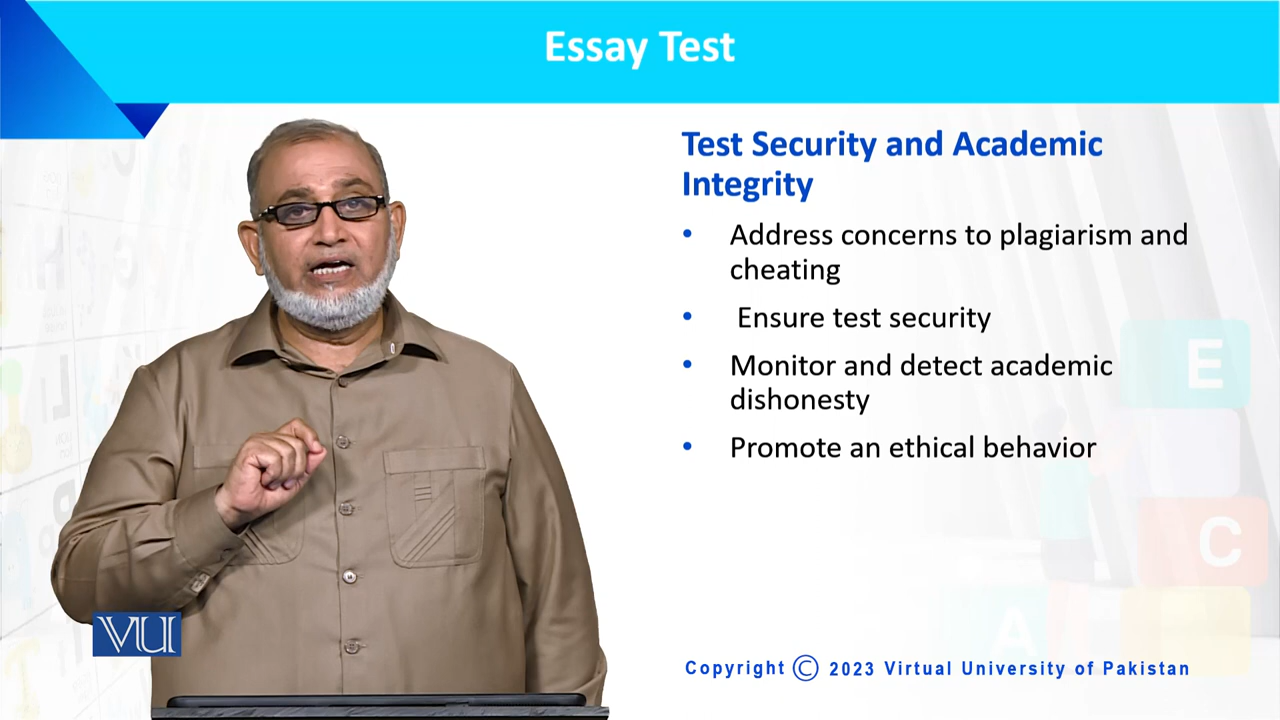 Essay Test
Test Security and Academic
Integrity
• Address concerns to plagiarism and
cheating
• Ensure test security
• Monitor and detect academic
dishonesty
• Promote an ethical behavior
E
C
A
VU
Copyright © 2023 Virtual University of Pakistan